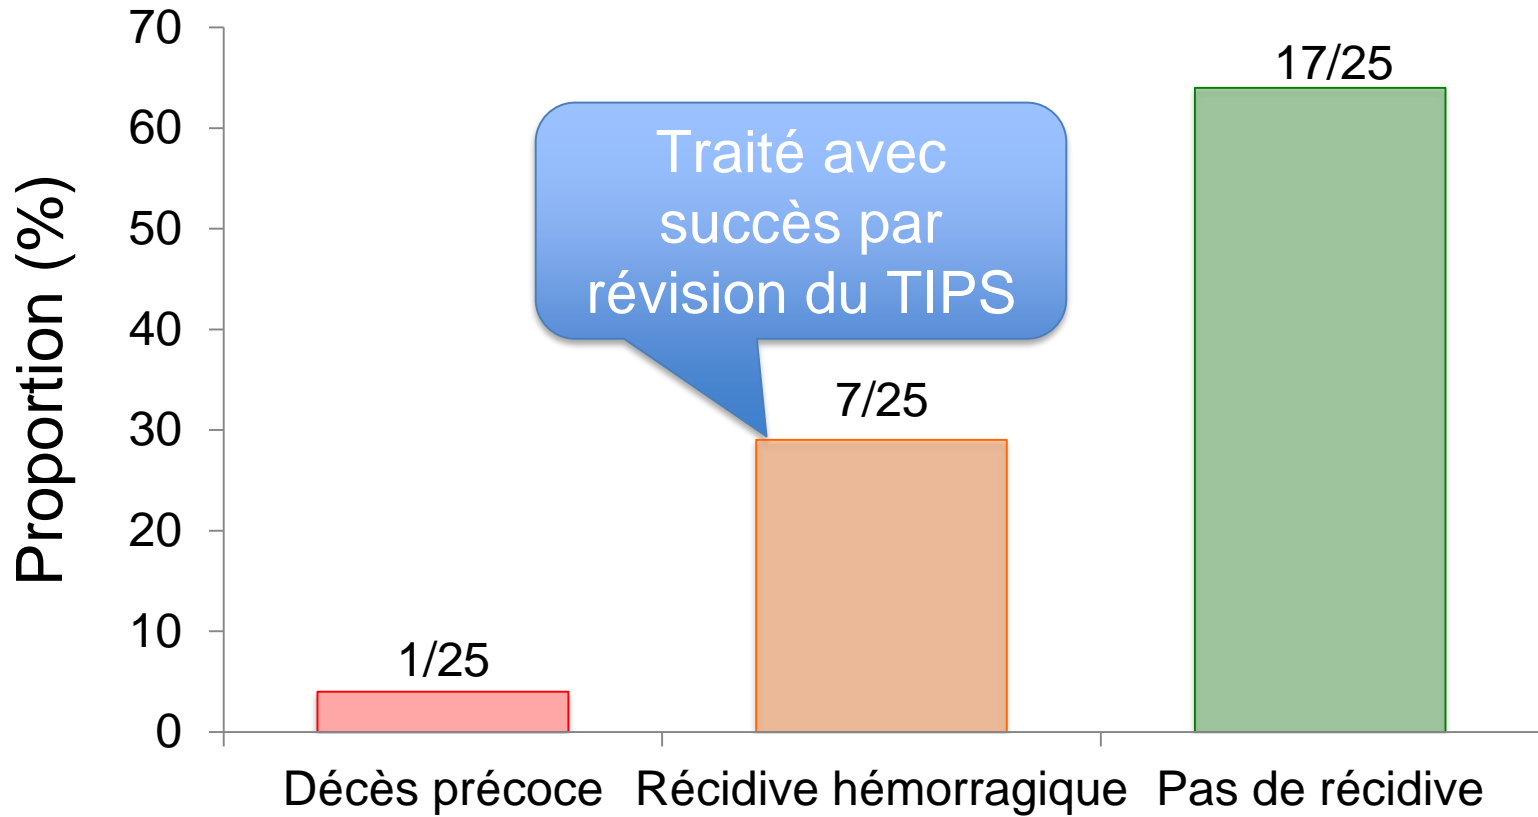 Proportion (%)
70
60
50
40
30
20
10
0
17/25
Traité avec
succès par
révision du TIPS
7/25
1/25
Décès précoce
Récidive hémorragique
Pas de récidive